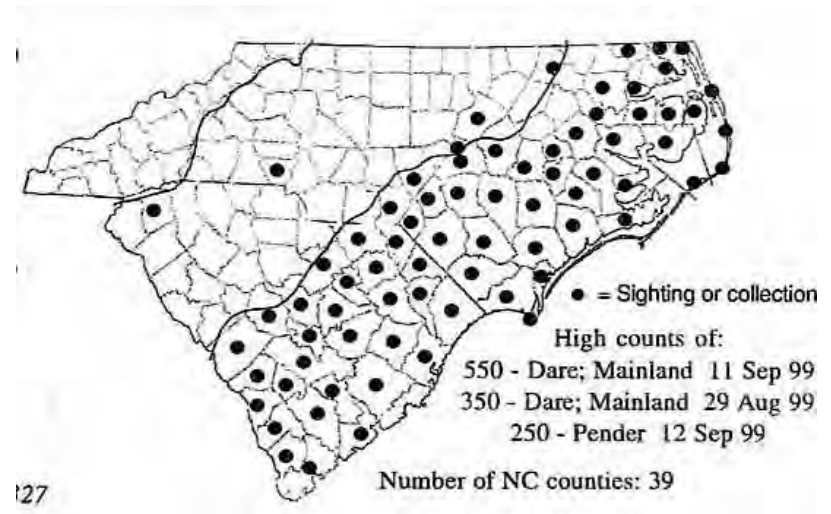 • = Sighting or collection
High counts of:
550 - Dare; Mainland 11 Sep 99
350 - Dare; Mainland 29 Aug 99
250 - Pender 12 Sep 99
Number of NC counties: 39